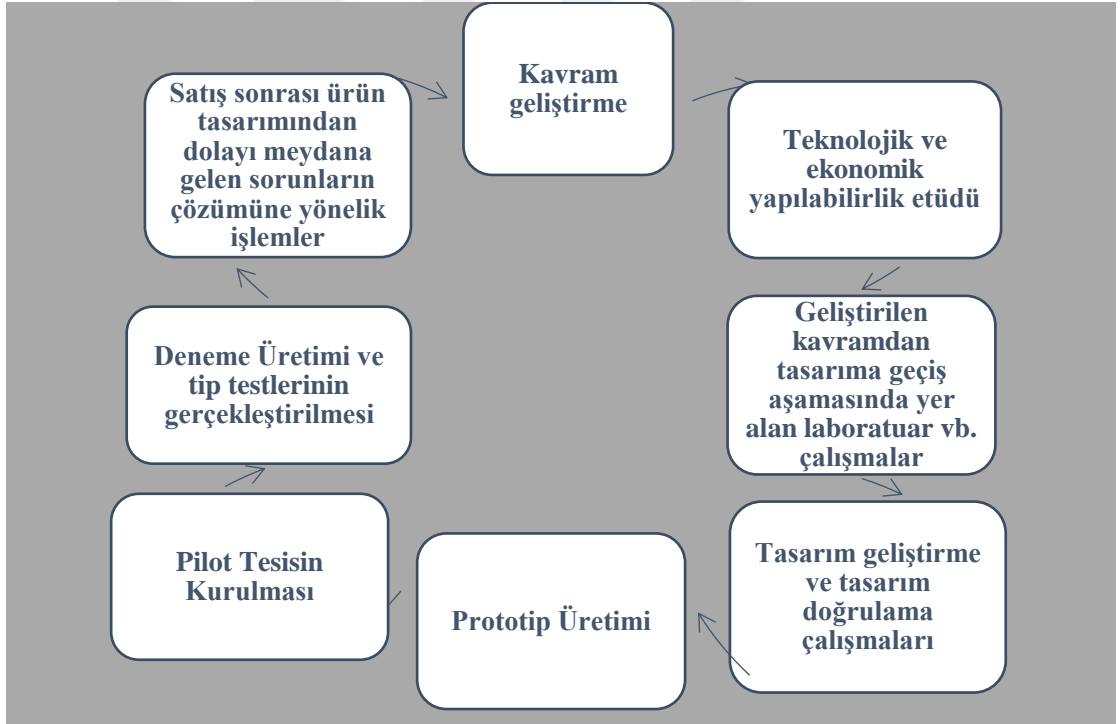 Kavram
geliştirme
Teknolojik ve
ekonomik
yapılabilirlik etüdü
Geliştirilen
kavramdan
tasarıma geçiş
aşamasında yer
alan laboratuar vb.
çalışmalar
Tasarım geliştirme
ve tasarım
doğrulama
çalışmaları
Prototip Üretimi
Pilot Tesisin
Kurulması
Deneme Üretimi ve
tip testlerinin
gerçekleştirilmesi
Satış sonrası ürün
tasarımından
dolayı meydana
gelen sorunların
çözümüne yönelik
işlemler